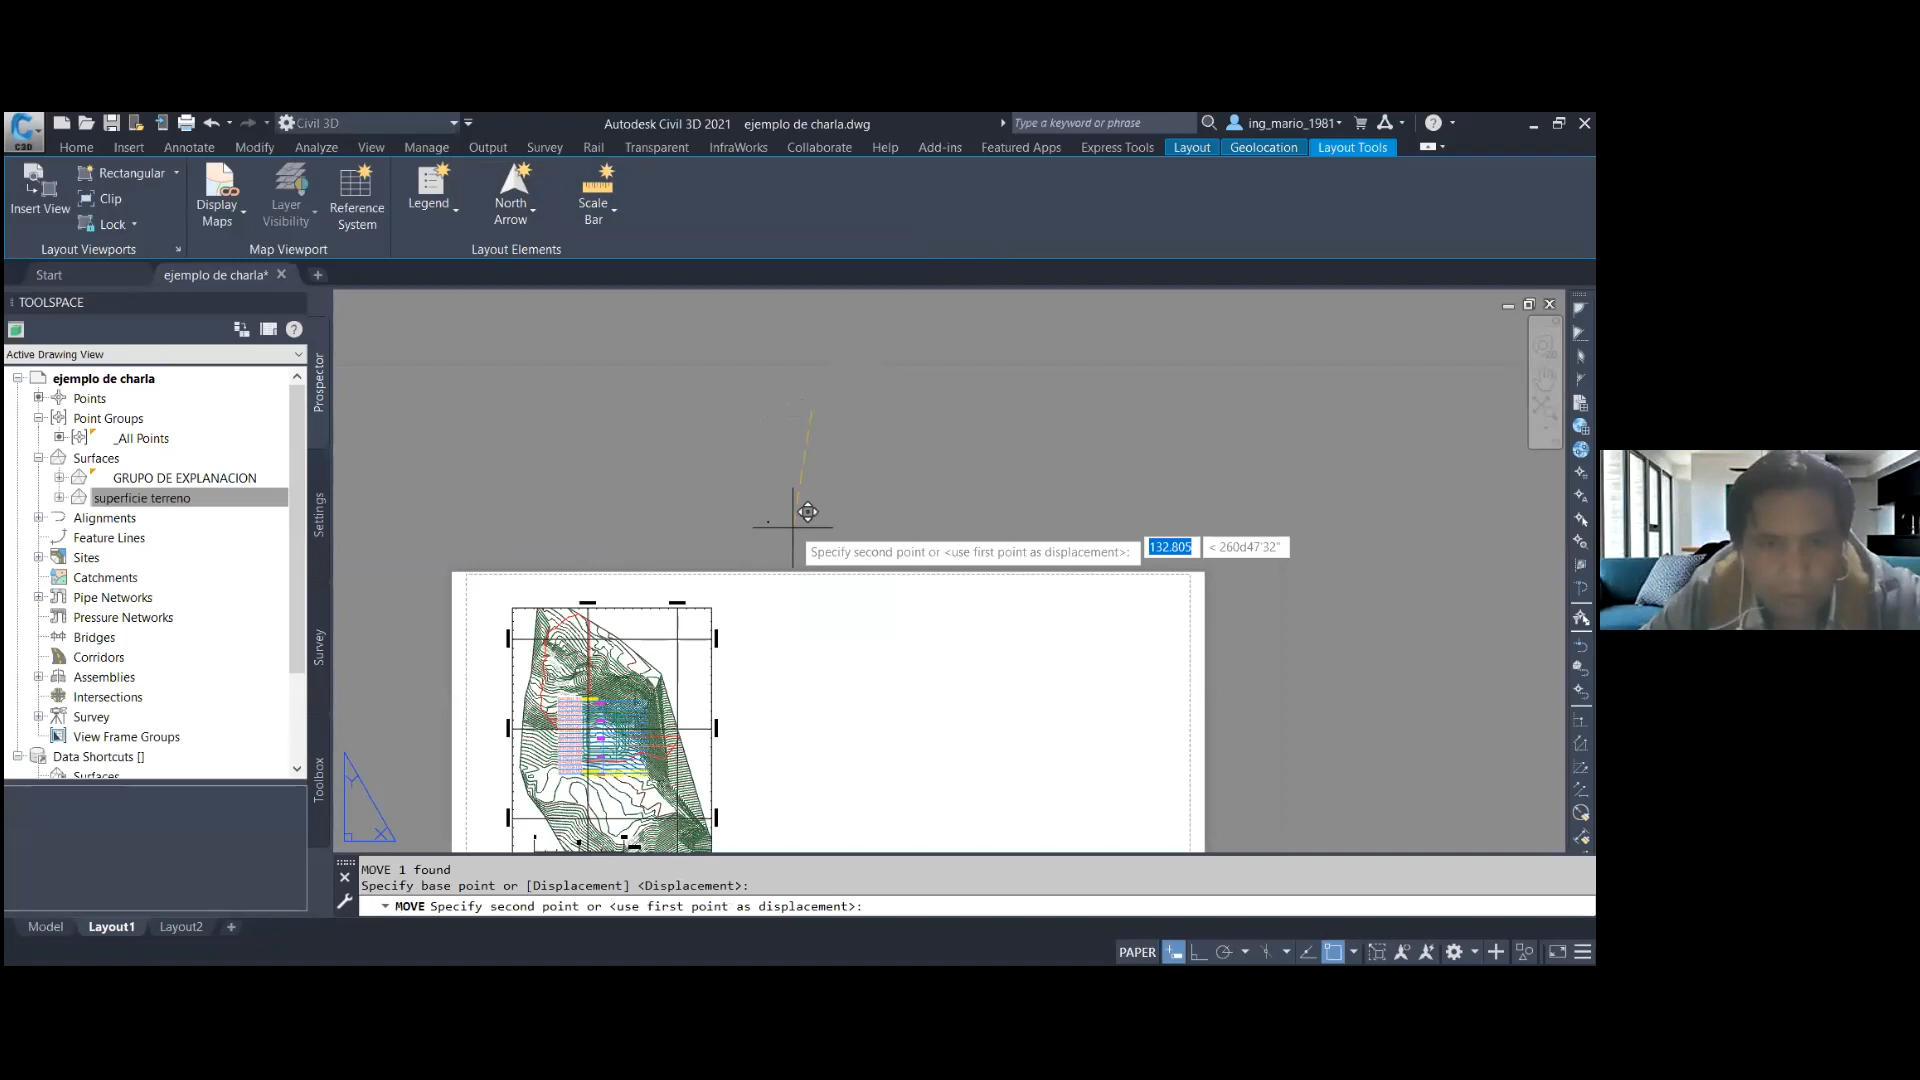 C3D
Civil 3D
Autodesk Civil 3D 2021 ejemplo de charla.dwg
Type a keyword or phrase
ing_mario_1981
Home Insert Annotate Modify Analyze View Manage Output Survey Rail Transparent InfraWorks Collaborate Help Add-ins Featured Apps Express Tools Layout Geolocation Layout Tools
Insert View
Rectangular
Clip
Lock
Display
Maps
Layer
Visibility
Reference
System
Legend
North
Arrow
Scale
Bar
Layout Viewports
Map Viewport
Layout Elements
Start
ejemplo de charla*
TOOLSPACE
Active Drawing View
ejemplo de charla
Points
Point Groups
_All Points
Surfaces
GRUPO DE EXPLANACION
superficie terreno
Alignments
Feature Lines
Sites
Catchments
Pipe Networks
Pressure Networks
Bridges
Corridors
Assemblies
Intersections
Survey
View Frame Groups
Data Shortcuts []
Surfaces
Prospector
Settings
Survey
Toolbox
Specify second point or <use first point as displacement>: 132.805 < 260d47'32"
Y
X
MOVE 1 found
Specify base point or [Displacement] <Displacement>:
MOVE Specify second point or <use first point as displacement>:
Model Layout1 Layout2
PAPER